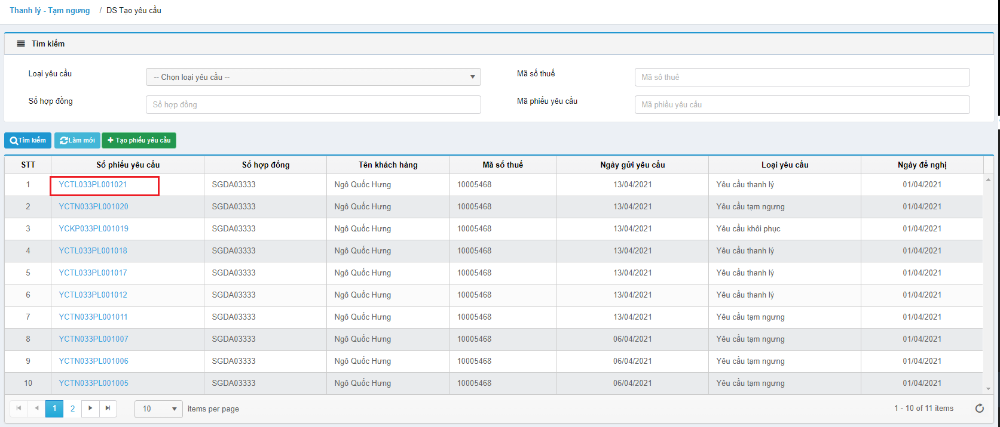 Thanh lý - Tạm ngưng / DS Tạo yêu cầu
Tìm kiếm
Loại yêu cầu -- Chọn loại yêu cầu -- Mã số thuế Mã số thuế
Số hợp đồng Số hợp đồng Mã phiếu yêu cầu Mã phiếu yêu cầu
Tìm kiếm Làm mới Tạo phiếu yêu cầu
STT Số phiếu yêu cầu Số hợp đồng Tên khách hàng Mã số thuế Ngày gửi yêu cầu Loại yêu cầu Ngày đề nghị
1 YCTL033PL001021 SGDA03333 Ngô Quốc Hưng 10005468 13/04/2021 Yêu cầu thanh lý 01/04/2021
2 YCTN033PL001020 SGDA03333 Ngô Quốc Hưng 10005468 13/04/2021 Yêu cầu tạm ngưng 01/04/2021
3 YCKP033PL001019 SGDA03333 Ngô Quốc Hưng 10005468 13/04/2021 Yêu cầu khôi phục 01/04/2021
4 YCTL033PL001018 SGDA03333 Ngô Quốc Hưng 10005468 13/04/2021 Yêu cầu thanh lý 01/04/2021
5 YCTL033PL001017 SGDA03333 Ngô Quốc Hưng 10005468 13/04/2021 Yêu cầu thanh lý 01/04/2021
6 YCTL033PL001012 SGDA03333 Ngô Quốc Hưng 10005468 13/04/2021 Yêu cầu thanh lý 01/04/2021
7 YCTN033PL001011 SGDA03333 Ngô Quốc Hưng 10005468 13/04/2021 Yêu cầu tạm ngưng 01/04/2021
8 YCTN033PL001007 SGDA03333 Ngô Quốc Hưng 10005468 06/04/2021 Yêu cầu tạm ngưng 01/04/2021
9 YCTN033PL001006 SGDA03333 Ngô Quốc Hưng 10005468 06/04/2021 Yêu cầu tạm ngưng 01/04/2021
10 YCTN033PL001005 SGDA03333 Ngô Quốc Hưng 10005468 06/04/2021 Yêu cầu tạm ngưng 01/04/2021
1 2 10 items per page 1 - 10 of 11 items